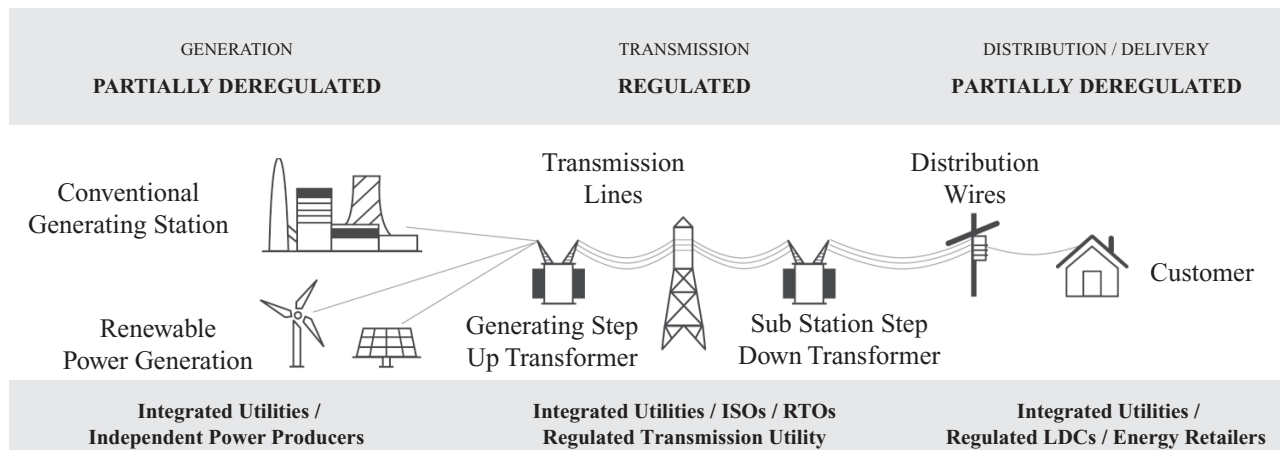 GENERATION
PARTIALLY DEREGULATED
TRANSMISSION
REGULATED
DISTRIBUTION / DELIVERY
PARTIALLY DEREGULATED
Conventional
Generating Station
Renewable
Power Generation
Transmission
Lines
Generating Step
Up Transformer
Sub Station Step
Down Transformer
Distribution
Wires
Customer
Integrated Utilities /
Independent Power Producers
Integrated Utilities / ISOs / RTOs
Regulated Transmission Utility
Integrated Utilities /
Regulated LDCs / Energy Retailers